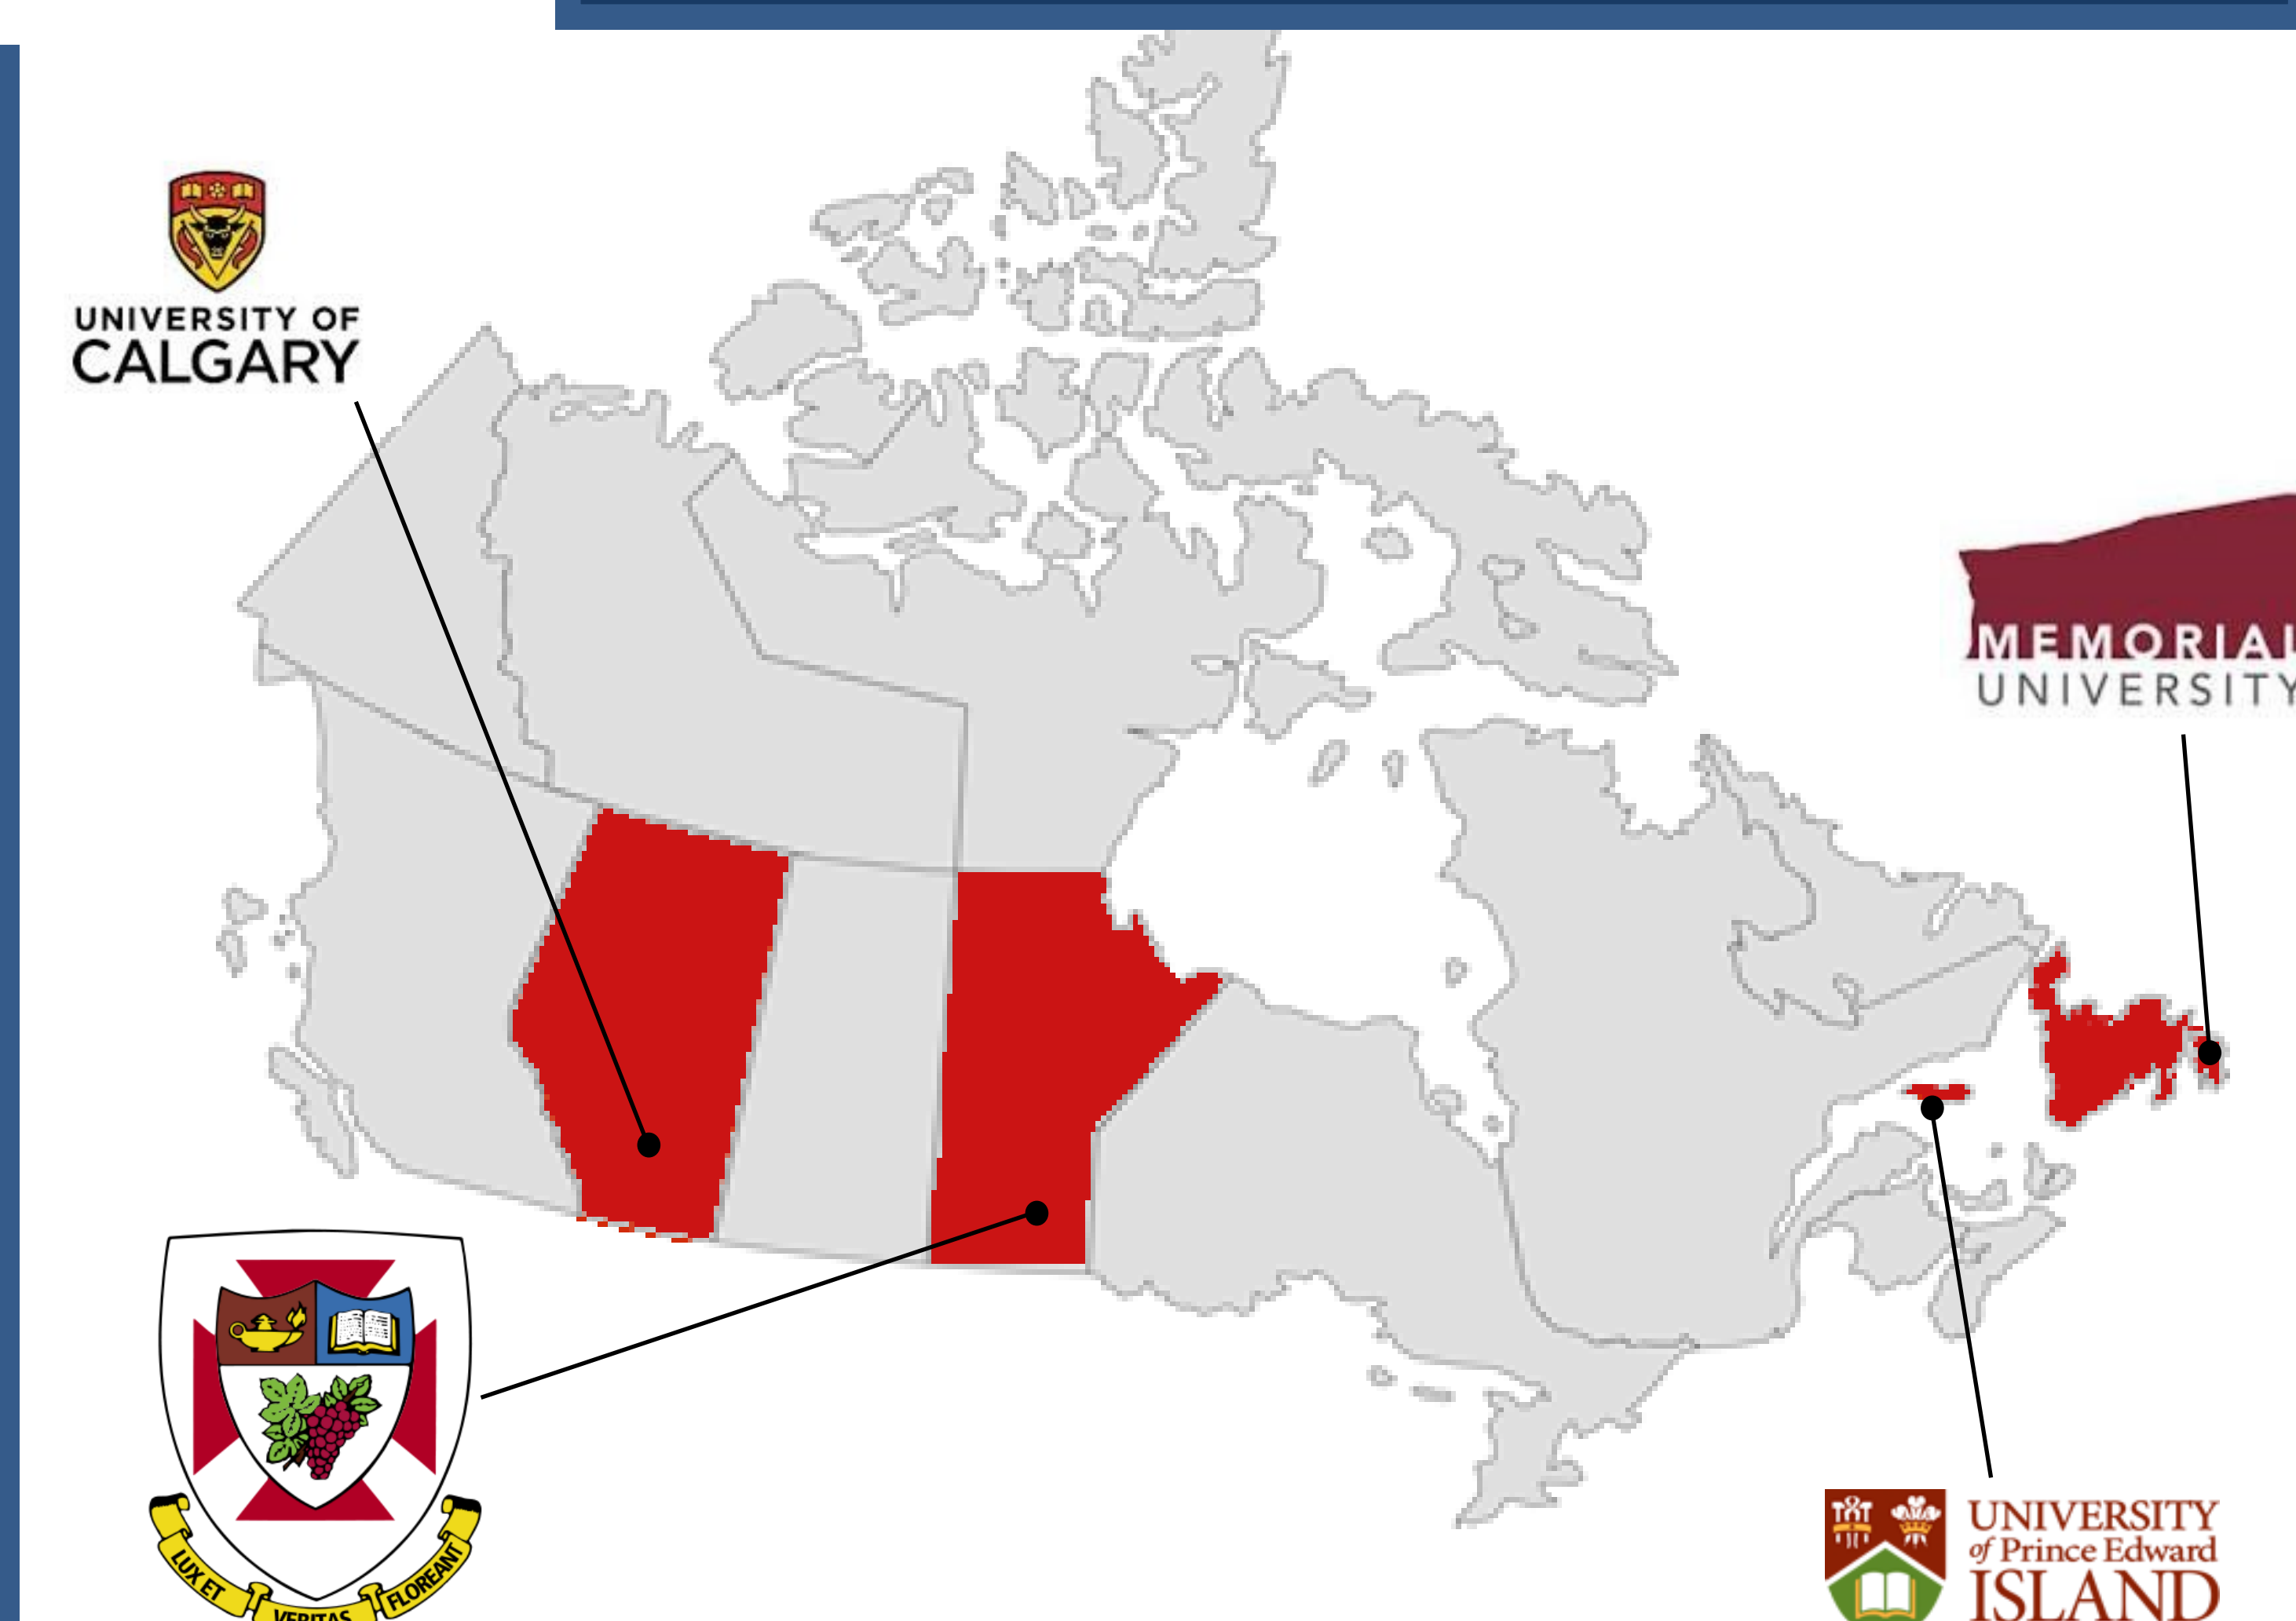 UNIVERSITY OF
CALGARY
MEMORIAL
UNIVERSITY
LUX ET
VERITAS
FLOREANT
UNIVERSITY
of Prince Edward
ISLAND